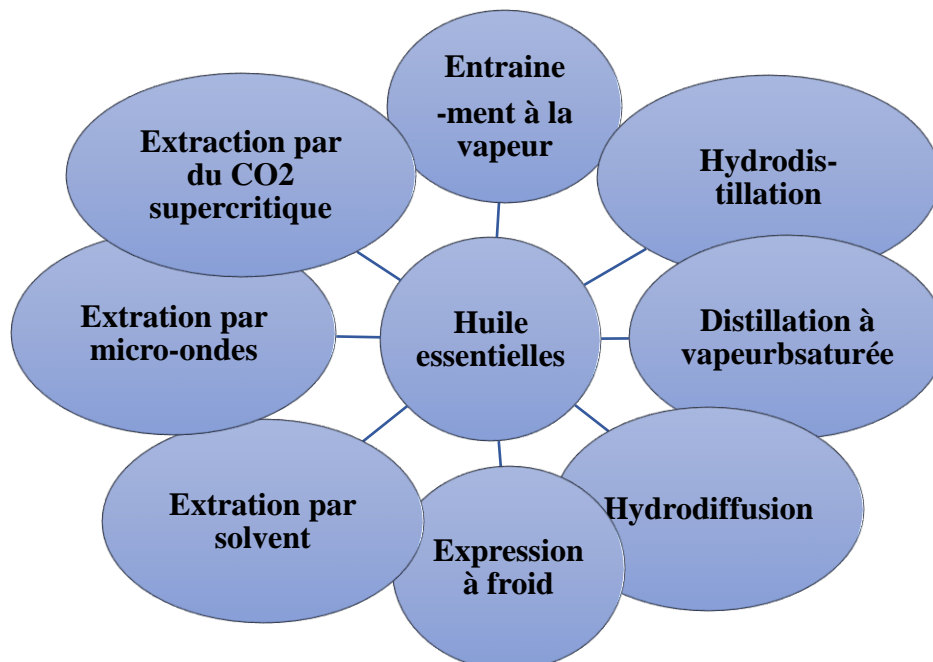 Entraine
-ment à la
vapeur
Extraction par
du CO2
supercritique
Hydrodis-
tillation
Extration par
micro-ondes
Huile
essentielles
Distillation à
vapeurbsaturée
Extration par
solvent
Hydrodiffusion
Expression
à froid